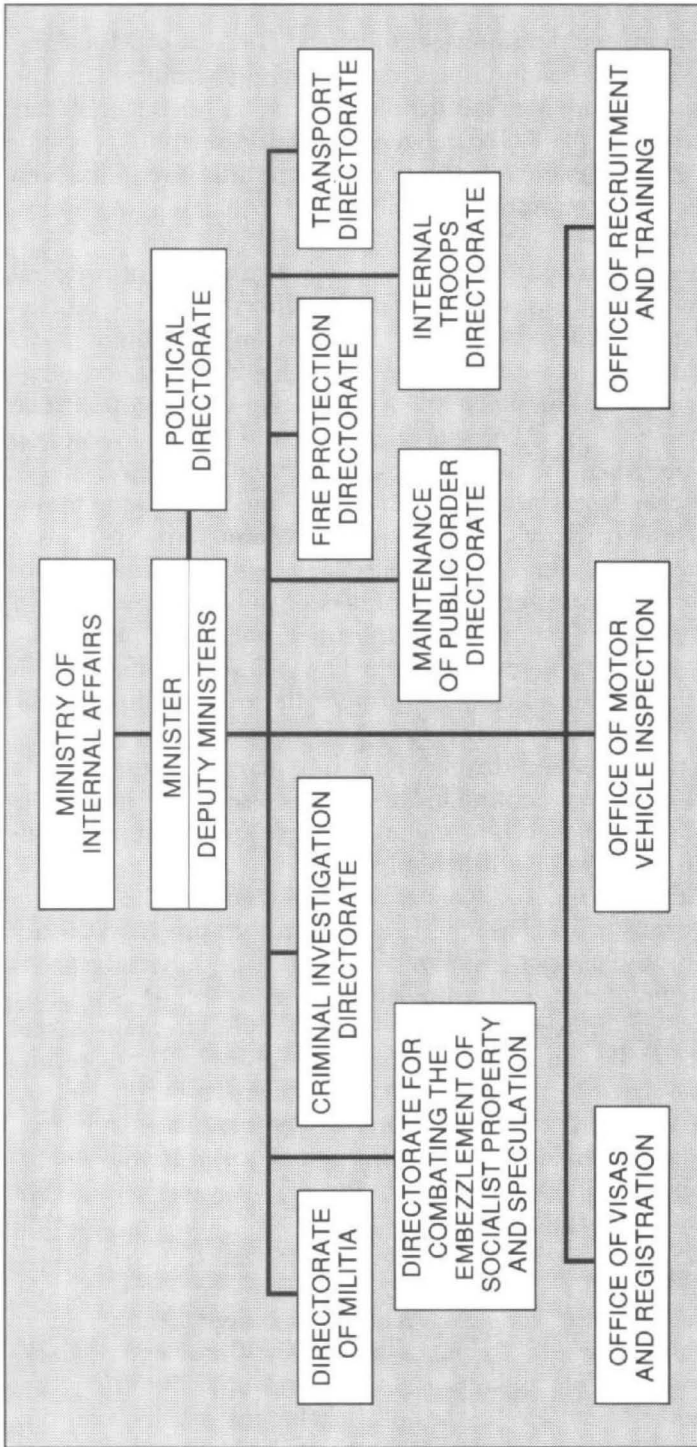 MINISTRY OF
INTERNAL AFFAIRS
MINISTER
DEPUTY MINISTERS
POLITICAL
DIRECTORATE
DIRECTORATE
OF MILITIA
CRIMINAL INVESTIGATION
DIRECTORATE
FIRE PROTECTION
DIRECTORATE
TRANSPORT
DIRECTORATE
DIRECTORATE FOR
COMBATING THE
EMBEZZLEMENT OF
SOCIALIST PROPERTY
AND SPECULATION
MAINTENANCE
OF PUBLIC ORDER
DIRECTORATE
INTERNAL
TROOPS
DIRECTORATE
OFFICE OF VISAS
AND REGISTRATION
OFFICE OF MOTOR
VEHICLE INSPECTION
OFFICE OF RECRUITMENT
AND TRAINING